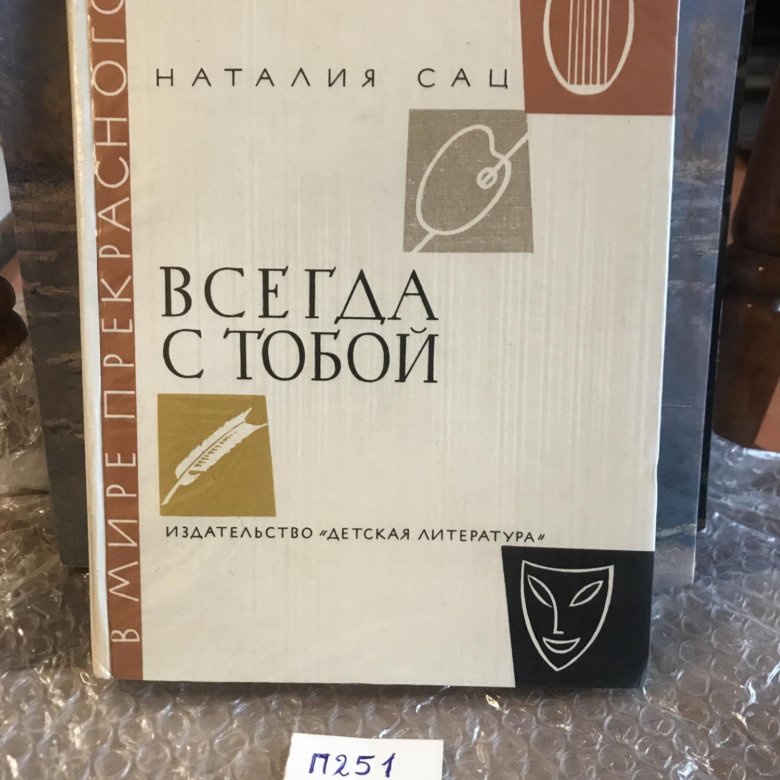 НАТАЛИЯ САЦ
ВСЕГДА
С ТОБОЙ
ИЗДАТЕЛЬСТВО "ДЕТСКАЯ ЛИТЕРАТУРА"
В МИРЕ ПРЕКРАСНОГО
П251